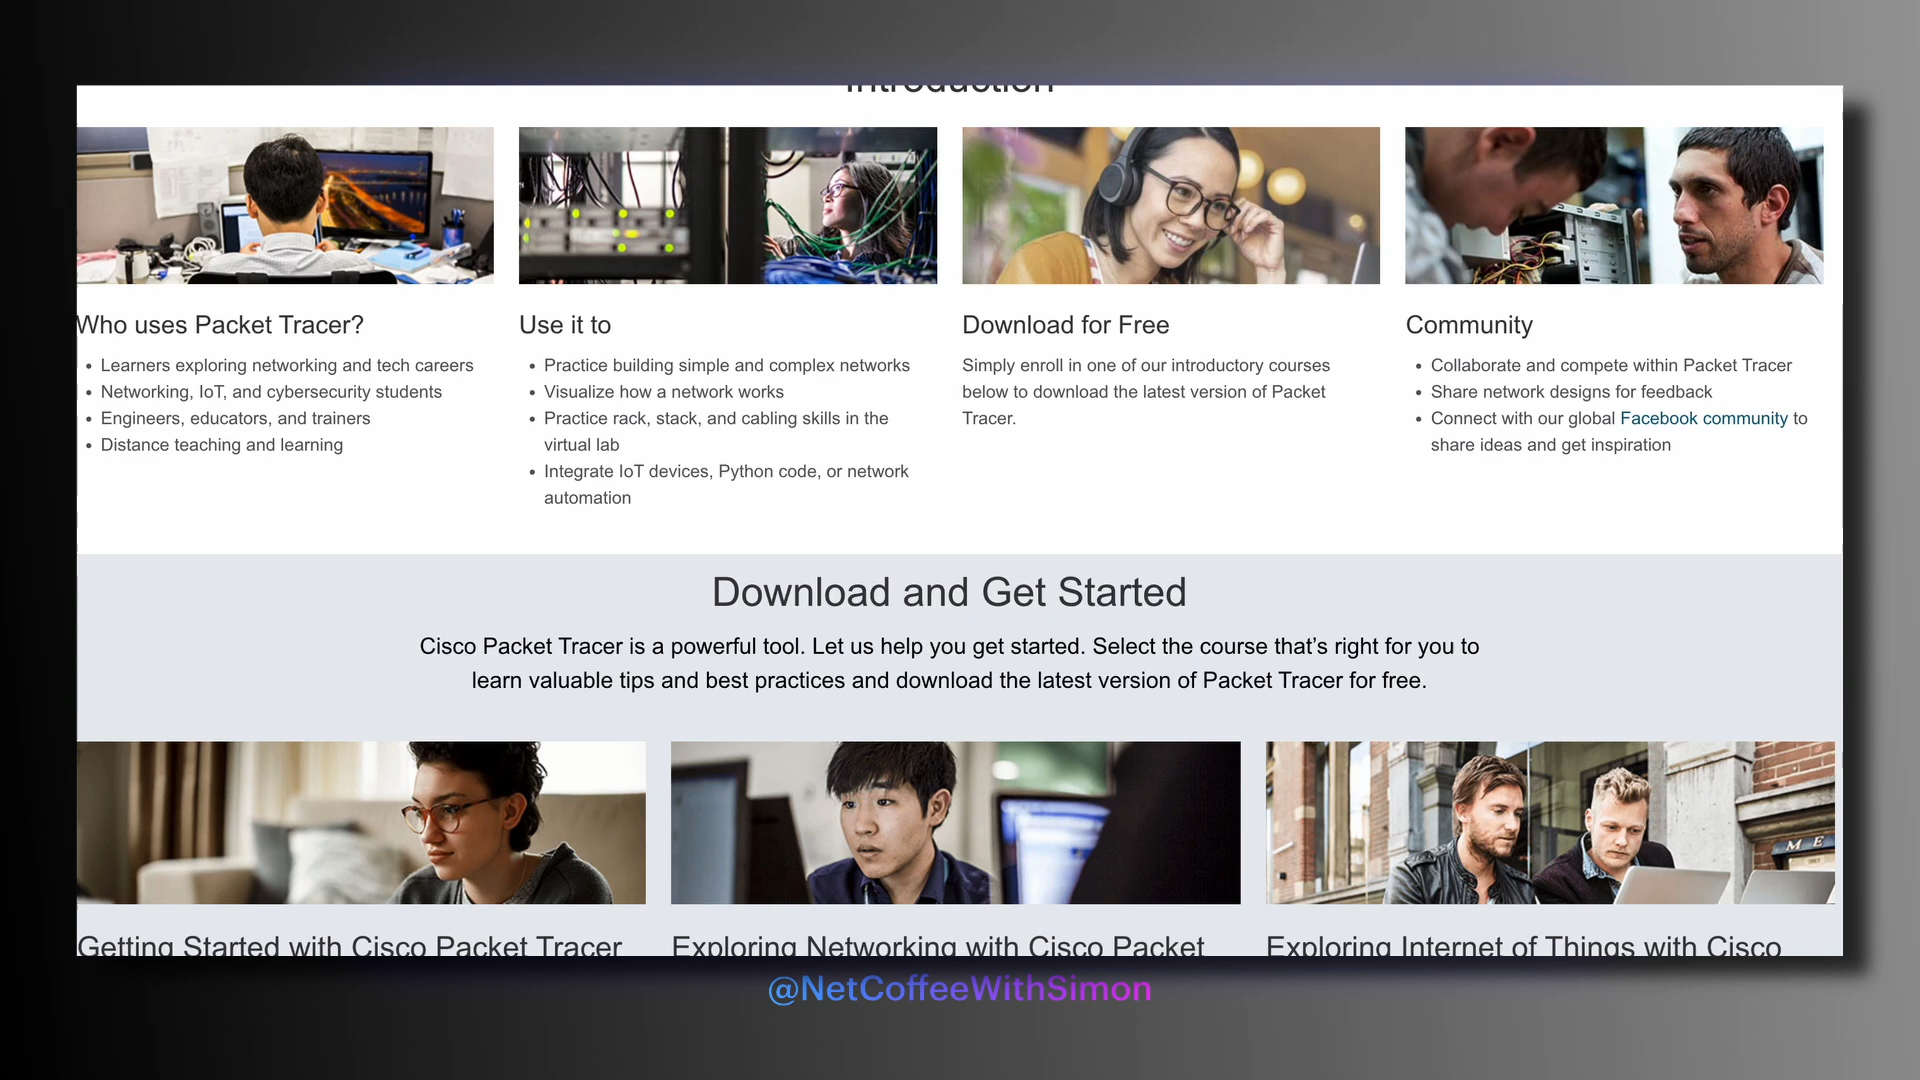 Introduction
Who uses Packet Tracer?
• Learners exploring networking and tech careers
• Networking, IoT, and cybersecurity students
• Engineers, educators, and trainers
• Distance teaching and learning
Use it to
• Practice building simple and complex networks
• Visualize how a network works
• Practice rack, stack, and cabling skills in the
virtual lab
• Integrate IoT devices, Python code, or network
automation
Download for Free
Simply enroll in one of our introductory courses
below to download the latest version of Packet
Tracer.
Community
• Collaborate and compete within Packet Tracer
• Share network designs for feedback
• Connect with our global Facebook community to
share ideas and get inspiration
Download and Get Started
Cisco Packet Tracer is a powerful tool. Let us help you get started. Select the course that’s right for you to
learn valuable tips and best practices and download the latest version of Packet Tracer for free.
M E
Getting Started with Cisco Packet Tracer
Exploring Networking with Cisco Packet
Exploring Internet of Things with Cisco
@NetCoffeeWithSimon